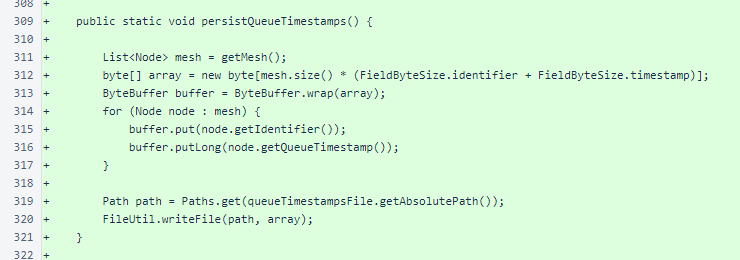 308 +
309 +    public static void persistQueueTimestamps() {
310 +
311 +        List<Node> mesh = getMesh();
312 +        byte[] array = new byte[mesh.size() * (FieldByteSize.identifier + FieldByteSize.timestamp)];
313 +        ByteBuffer buffer = ByteBuffer.wrap(array);
314 +        for (Node node : mesh) {
315 +            buffer.put(node.getIdentifier());
316 +            buffer.putLong(node.getQueueTimestamp());
317 +        }
318 +
319 +        Path path = Paths.get(queueTimestampsFile.getAbsolutePath());
320 +        FileUtil.writeFile(path, array);
321 +    }
322 +